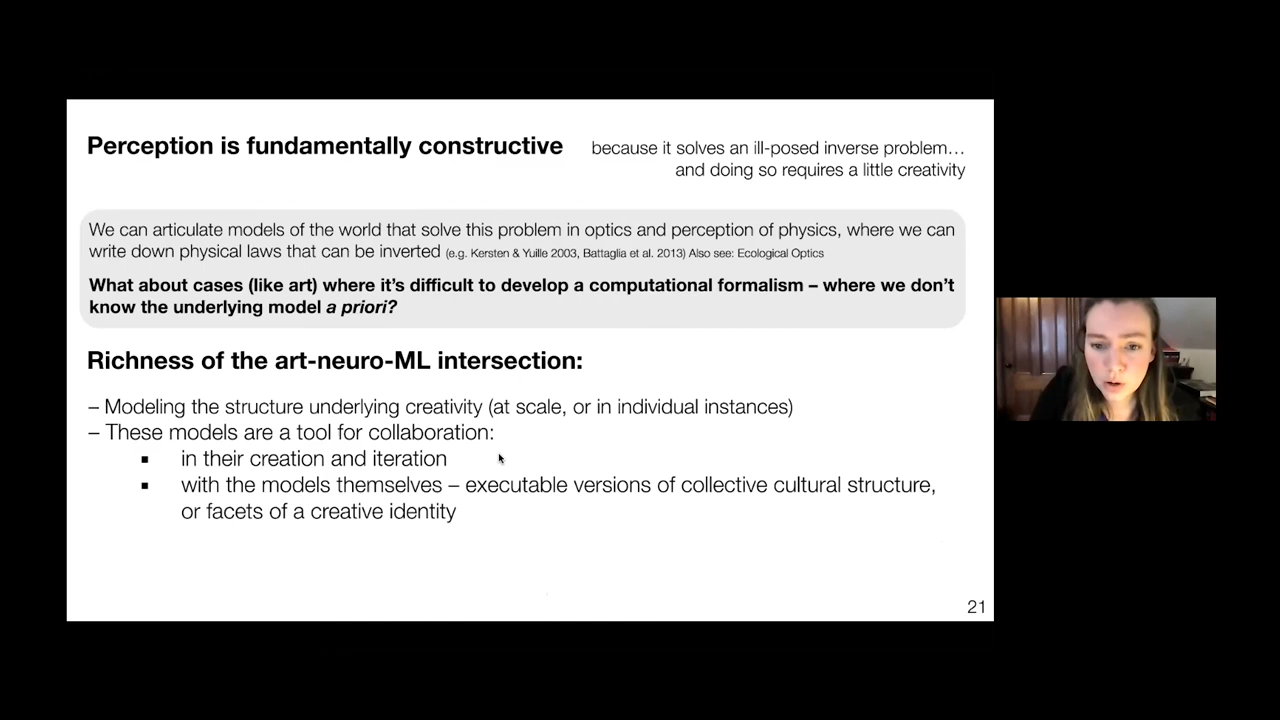 Perception is fundamentally constructive
because it solves an ill-posed inverse problem…
and doing so requires a little creativity
We can articulate models of the world that solve this problem in optics and perception of physics, where we can
write down physical laws that can be inverted (e.g. Kersten & Yuille 2003, Battaglia et al. 2013) Also see: Ecological Optics
What about cases (like art) where it's difficult to develop a computational formalism – where we don't
know the underlying model a priori?
Richness of the art-neuro-ML intersection:
– Modeling the structure underlying creativity (at scale, or in individual instances)
– These models are a tool for collaboration:
▪ in their creation and iteration
▪ with the models themselves – executable versions of collective cultural structure,
or facets of a creative identity
21